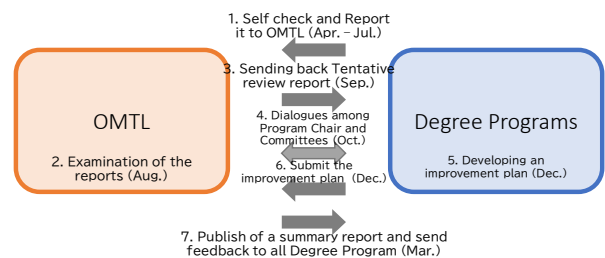 1. Self check and Report
it to OMTL (Apr. – Jul.)
3. Sending back Tentative
review report (Sep.)
OMTL
2. Examination of the
reports (Aug.)
4. Dialogues among
Program Chair and
Committees (Oct.)
6. Submit the
improvement plan (Dec.)
Degree Programs
5. Developing an
improvement plan (Dec.)
7. Publish of a summary report and send
feedback to all Degree Program (Mar.)